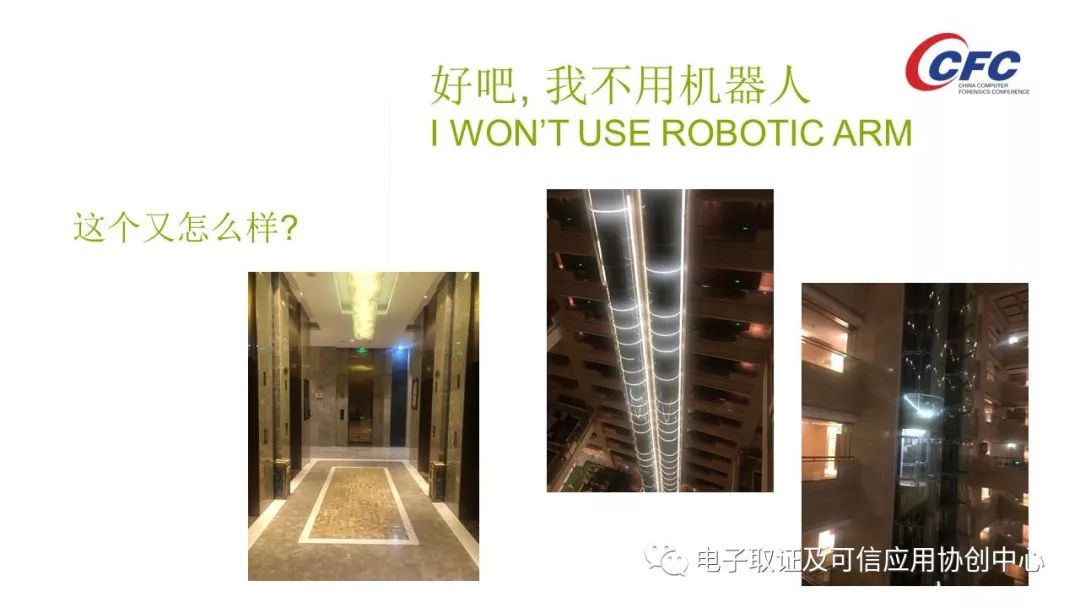 CFC
CHINA COMPUTER
FORENSICS CONFERENCE
好吧, 我不用机器人
I WON'T USE ROBOTIC ARM
这个又怎么样?
电子取证及可信应用协创中心